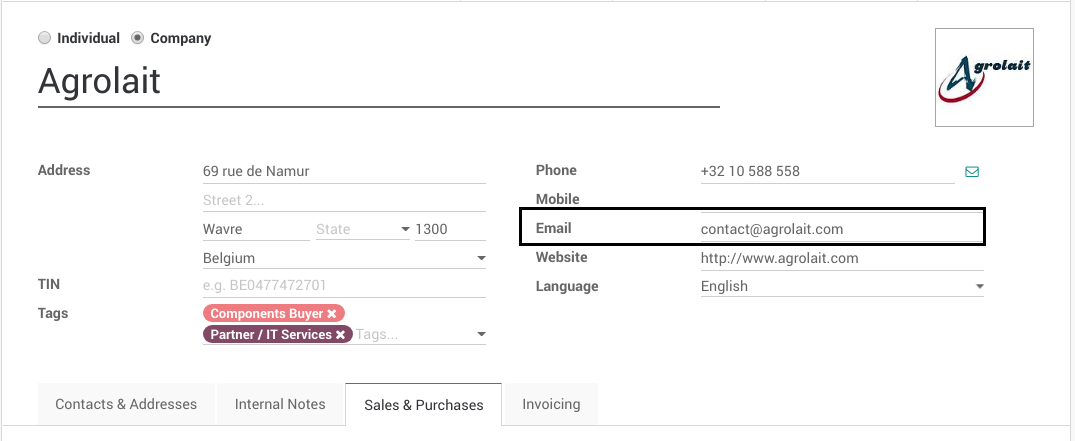 Individual Company
Agrolait
Agrolait
Address 69 rue de Namur
Street 2...
Wavre State 1300
Belgium
TIN e.g. BE0477472701
Tags Components Buyer ×
Partner / IT Services × Tags...
Phone +32 10 588 558
Mobile
Email contact@agrolait.com
Website http://www.agrolait.com
Language English
Contacts & Addresses Internal Notes Sales & Purchases Invoicing